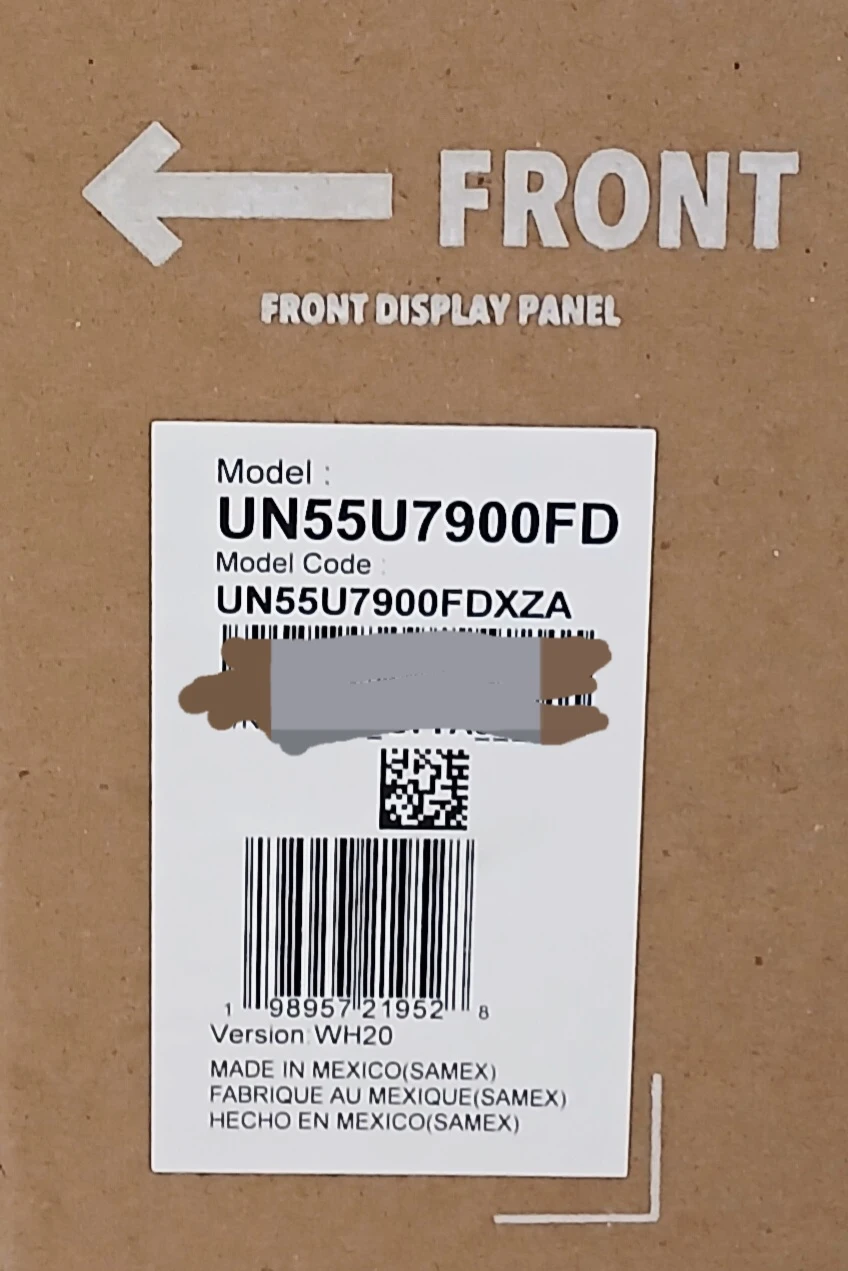 FRONT
FRONT DISPLAY PANEL
Model :
UN55U7900FD
Model Code :
UN55U7900FDXZA
1 98957 21952 8
Version WH20
MADE IN MEXICO(SAMEX)
FABRIQUE AU MEXIQUE(SAMEX)
HECHO EN MEXICO(SAMEX)